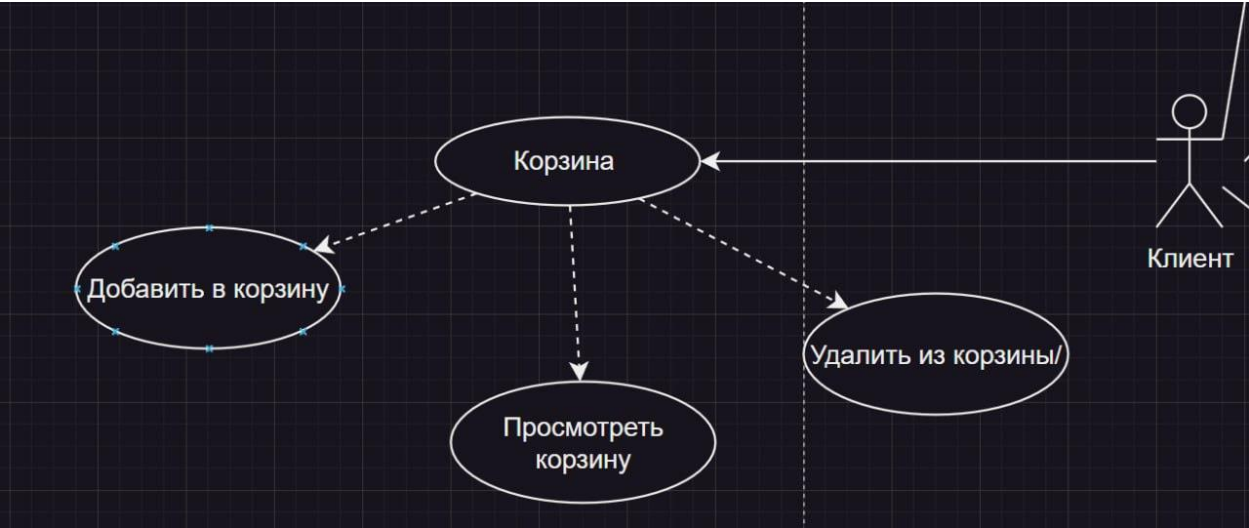 Корзина
Клиент
Добавить в корзину
Удалить из корзины/
Просмотреть
корзину